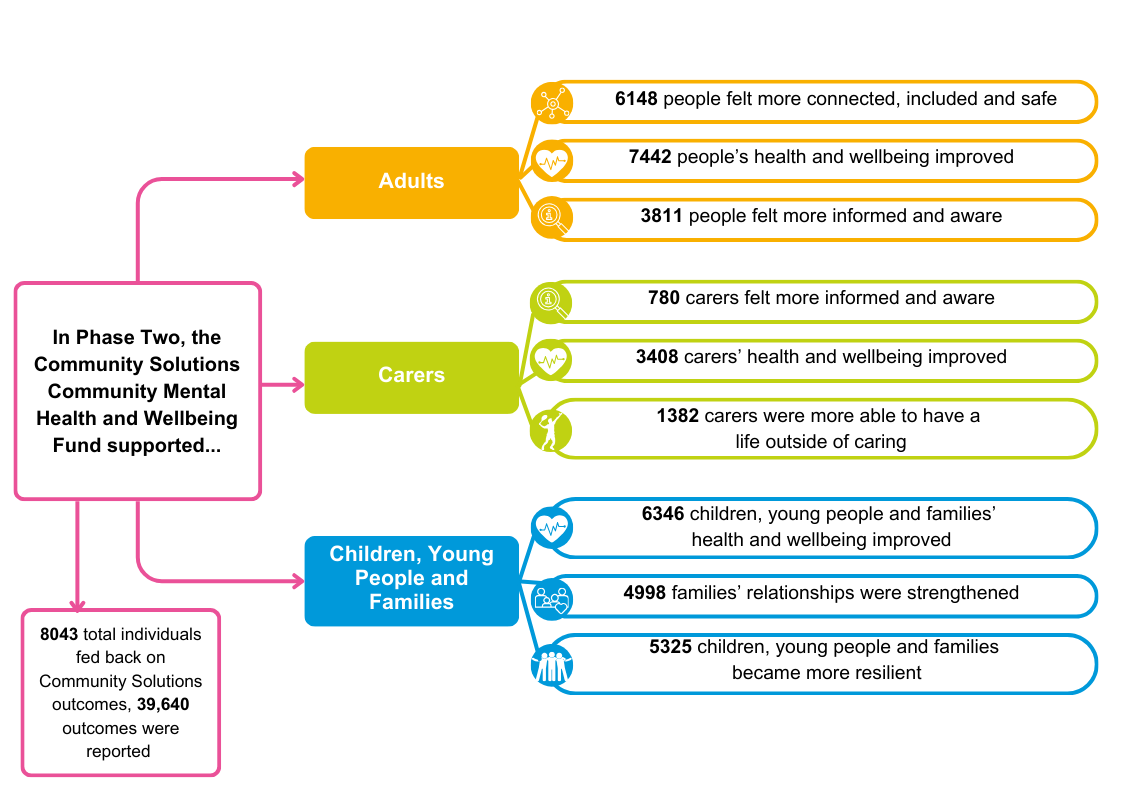 In Phase Two, the
Community Solutions
Community Mental
Health and Wellbeing
Fund supported...
Adults
6148 people felt more connected, included and safe
7442 people’s health and wellbeing improved
3811 people felt more informed and aware
Carers
780 carers felt more informed and aware
3408 carers’ health and wellbeing improved
1382 carers were more able to have a
life outside of caring
Children, Young
People and
Families
6346 children, young people and families’
health and wellbeing improved
4998 families’ relationships were strengthened
5325 children, young people and families
became more resilient
8043 total individuals
fed back on
Community Solutions
outcomes, 39,640
outcomes were
reported